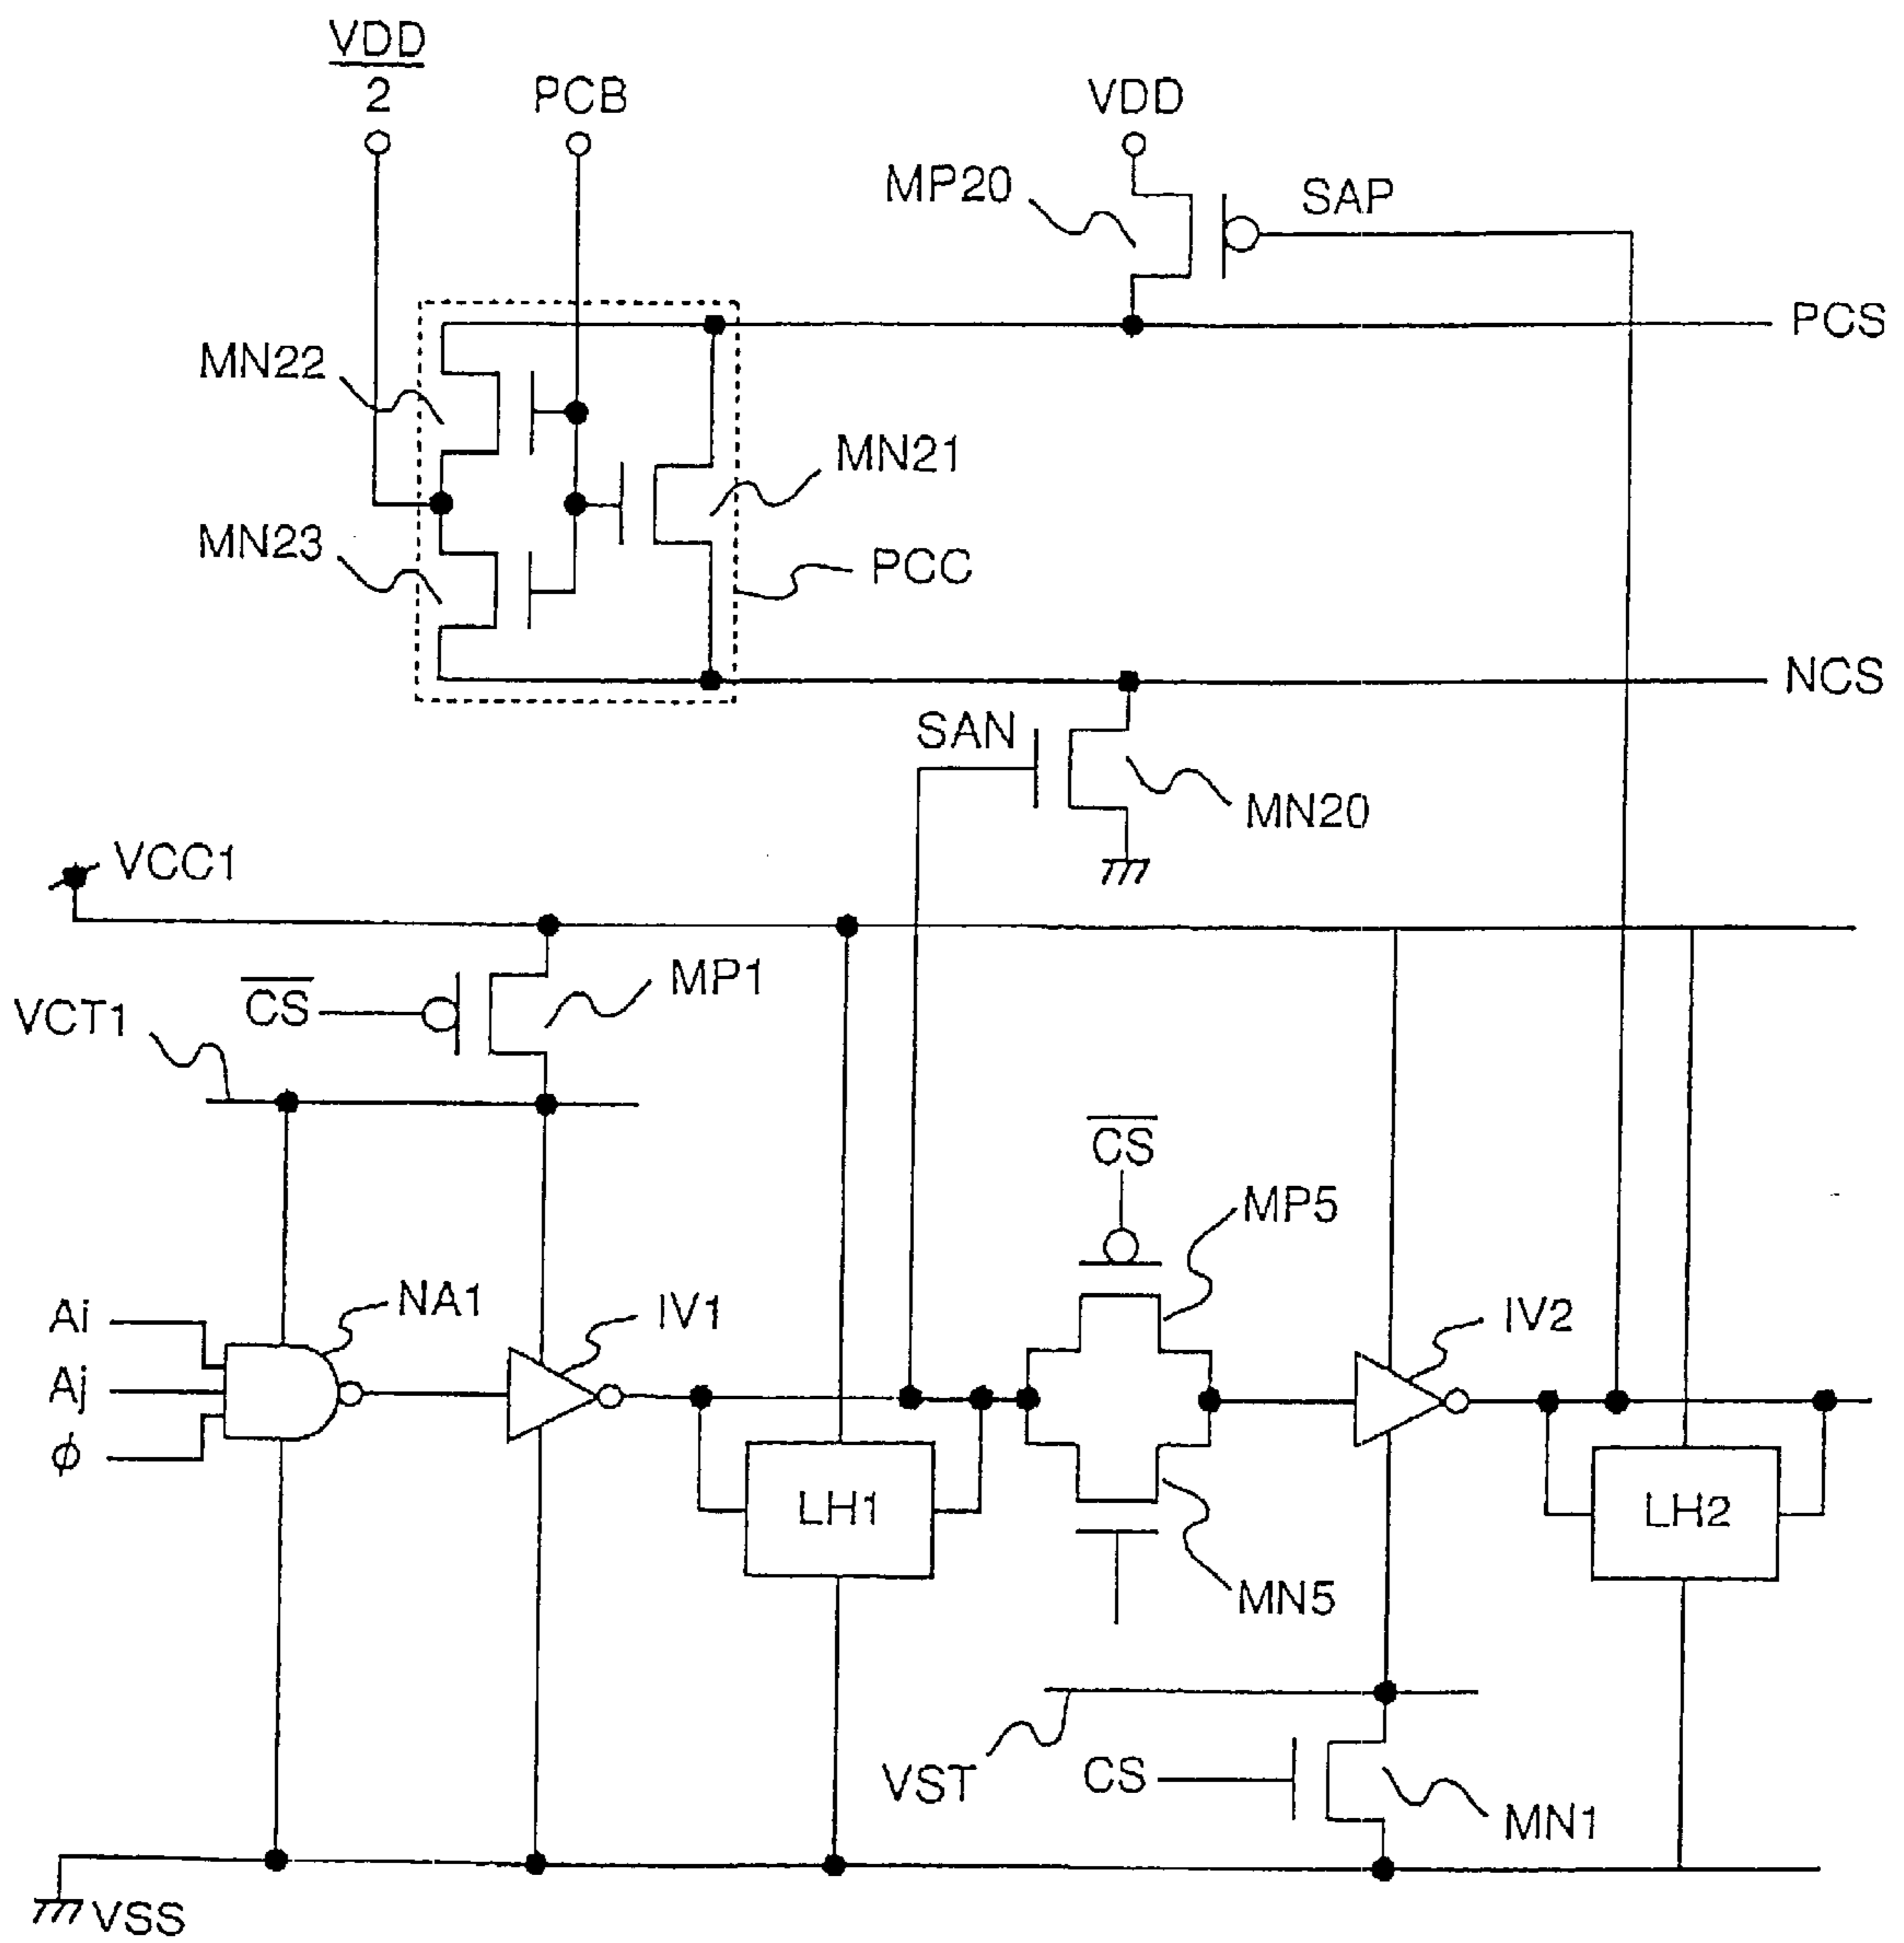 VDD
2
PCB
VDD
MP20
SAP
PCS
MN22
MN21
MN23
PCC
NCS
SAN
MN20
VCC1
CS
MP1
VCT1
CS
MP5
Ai
NA1
IV1
IV2
Aj
ϕ
LH1
LH2
MN5
VST
CS
MN1
VSS